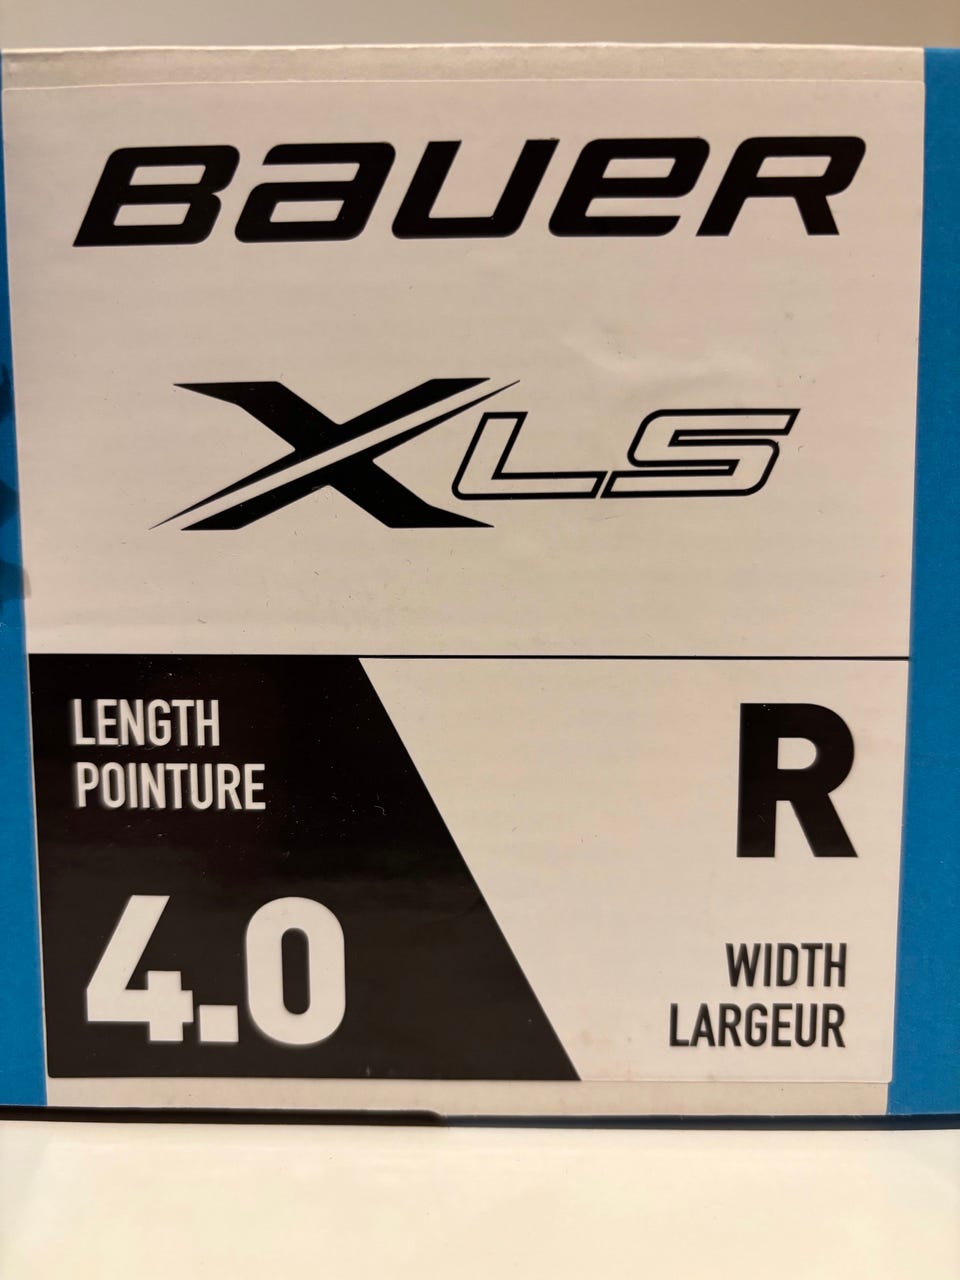 BAUER
XLS
LENGTH
POINTURE
4.0
R
WIDTH
LARGEUR